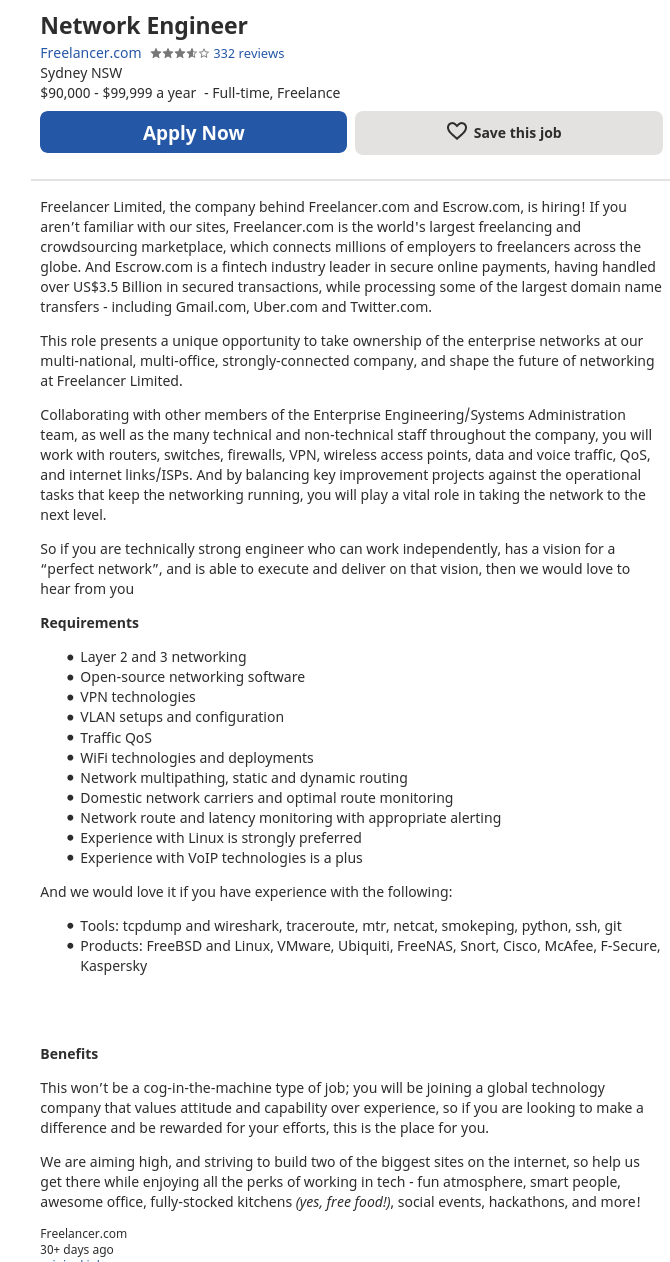 Network Engineer
Freelancer.com 332 reviews
Sydney NSW
$90,000 - $99,999 a year - Full-time, Freelance
Apply Now
Save this job
Freelancer Limited, the company behind Freelancer.com and Escrow.com, is hiring! If you
aren’t familiar with our sites, Freelancer.com is the world's largest freelancing and
crowdsourcing marketplace, which connects millions of employers to freelancers across the
globe. And Escrow.com is a fintech industry leader in secure online payments, having handled
over US$3.5 Billion in secured transactions, while processing some of the largest domain name
transfers - including Gmail.com, Uber.com and Twitter.com.
This role presents a unique opportunity to take ownership of the enterprise networks at our
multi-national, multi-office, strongly-connected company, and shape the future of networking
at Freelancer Limited.
Collaborating with other members of the Enterprise Engineering/Systems Administration
team, as well as the many technical and non-technical staff throughout the company, you will
work with routers, switches, firewalls, VPN, wireless access points, data and voice traffic, QoS,
and internet links/ISPs. And by balancing key improvement projects against the operational
tasks that keep the networking running, you will play a vital role in taking the network to the
next level.
So if you are technically strong engineer who can work independently, has a vision for a
“perfect network”, and is able to execute and deliver on that vision, then we would love to
hear from you
Requirements
• Layer 2 and 3 networking
• Open-source networking software
• VPN technologies
• VLAN setups and configuration
• Traffic QoS
• WiFi technologies and deployments
• Network multipathing, static and dynamic routing
• Domestic network carriers and optimal route monitoring
• Network route and latency monitoring with appropriate alerting
• Experience with Linux is strongly preferred
• Experience with VoIP technologies is a plus
And we would love it if you have experience with the following:
• Tools: tcpdump and wireshark, traceroute, mtr, netcat, smokeping, python, ssh, git
• Products: FreeBSD and Linux, VMware, Ubiquiti, FreeNAS, Snort, Cisco, McAfee, F-Secure,
Kaspersky
Benefits
This won’t be a cog-in-the-machine type of job; you will be joining a global technology
company that values attitude and capability over experience, so if you are looking to make a
difference and be rewarded for your efforts, this is the place for you.
We are aiming high, and striving to build two of the biggest sites on the internet, so help us
get there while enjoying all the perks of working in tech - fun atmosphere, smart people,
awesome office, fully-stocked kitchens (yes, free food!), social events, hackathons, and more!
Freelancer.com
30+ days ago